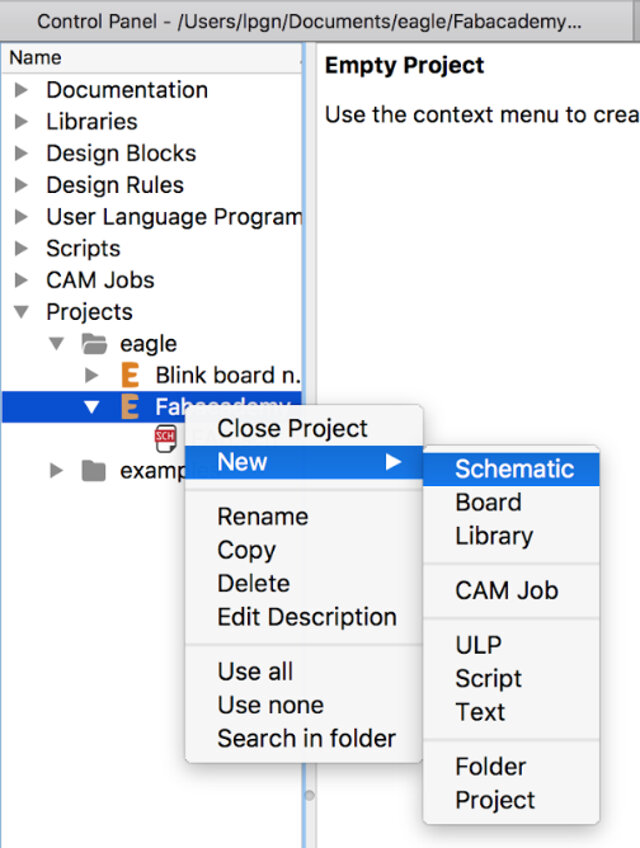 Control Panel - /Users/lpgn/Documents/eagle/Fabacademy...
Name
Empty Project
Use the context menu to crea
Documentation
Libraries
Design Blocks
Design Rules
User Language Program
Scripts
CAM Jobs
Projects
eagle
E
Blink board n.
E
Fabacademy
SCH
example
Close Project
New
Rename
Copy
Delete
Edit Description
Use all
Use none
Search in folder
Schematic
Board
Library
CAM Job
ULP
Script
Text
Folder
Project